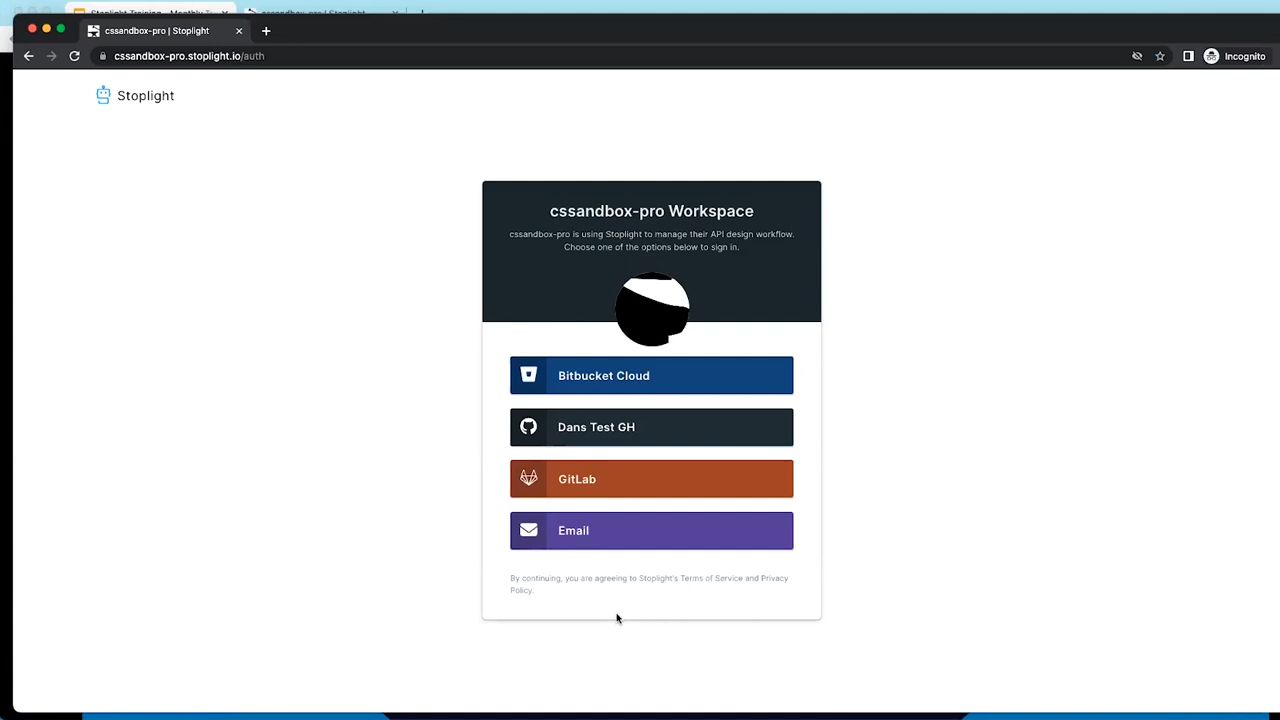 cssandbox-pro | Stoplight
cssandbox-pro.stoplight.io/auth
Incognito
Stoplight
cssandbox-pro Workspace
cssandbox-pro is using Stoplight to manage their API design workflow.
Choose one of the options below to sign in.
Bitbucket Cloud
Dans Test GH
GitLab
Email
By continuing, you are agreeing to Stoplight's Terms of Service and Privacy
Policy.